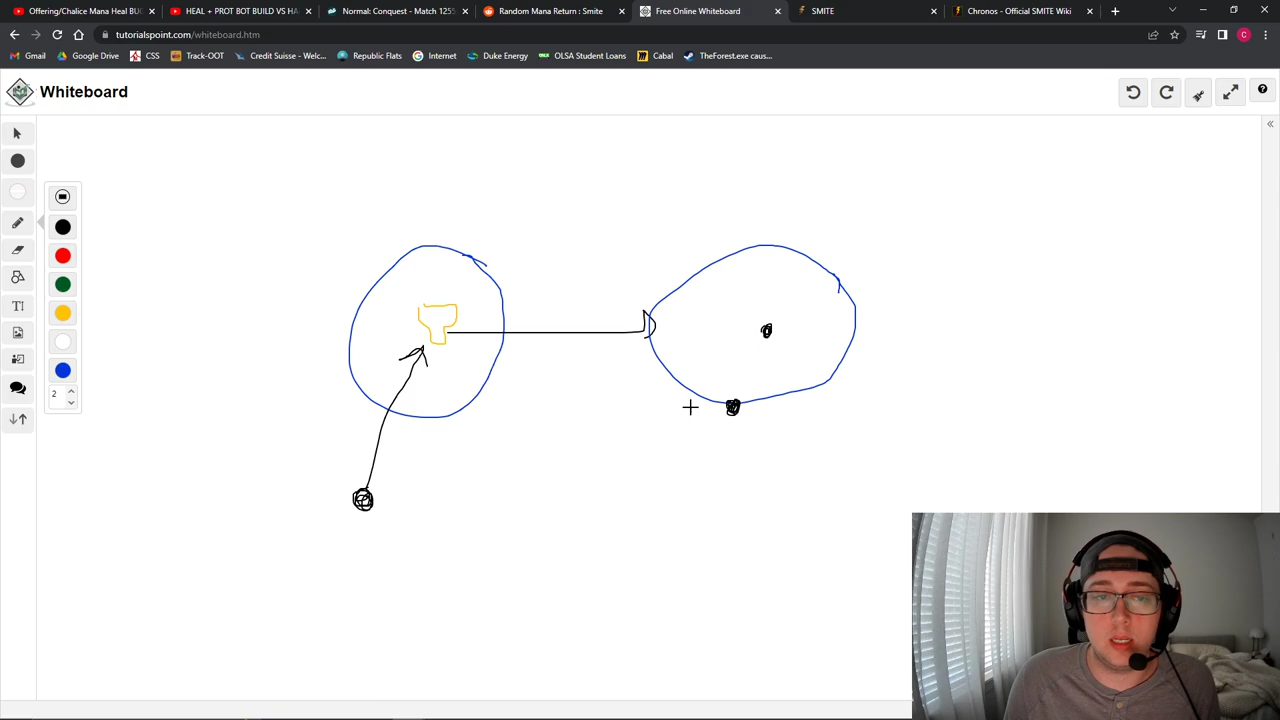 Offering/Chalice Mana Heal BUG
HEAL + PROT BOT BUILD VS HA
Normal: Conquest - Match 1255
Random Mana Return : Smite
Free Online Whiteboard
SMITE
Chronos - Official SMITE Wiki
tutorialspoint.com/whiteboard.htm
C
Gmail
Google Drive
CSS
Track-OOT
Credit Suisse - Welc...
Republic Flats
Internet
Duke Energy
OLSA Student Loans
Cabal
TheForest.exe caus...
Whiteboard
2